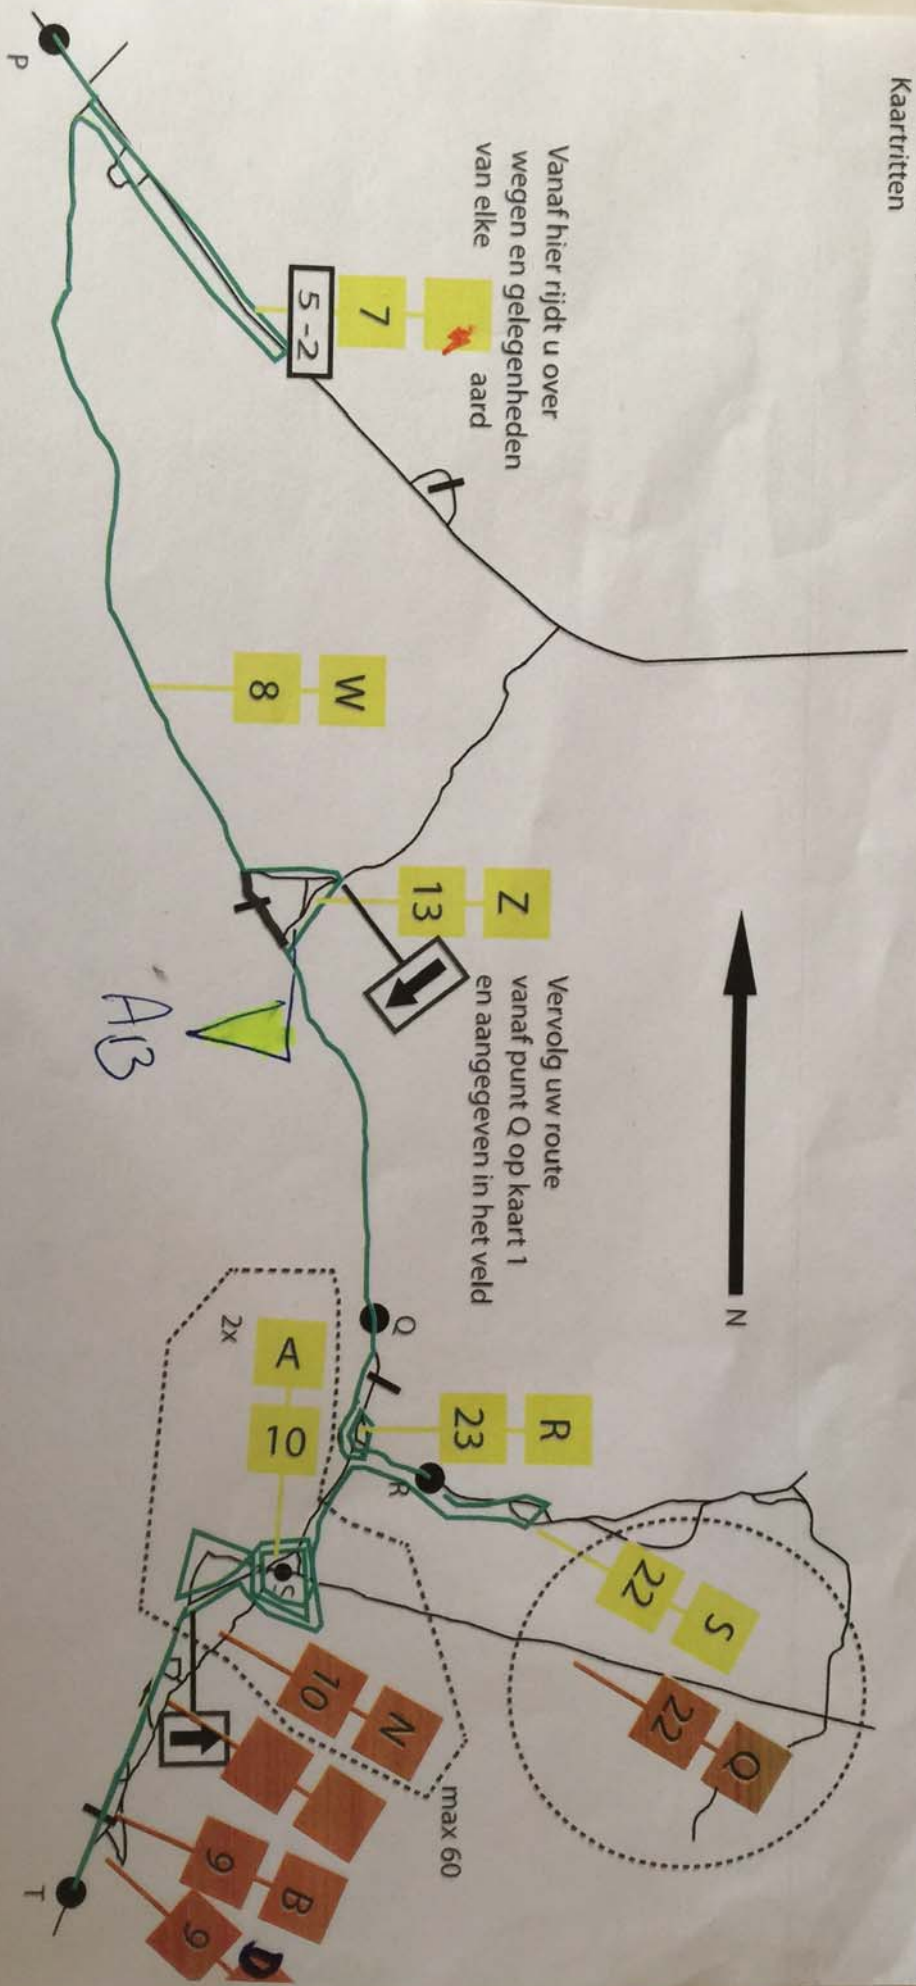 Kaartritten
P
Vanaf hier rijdt u over
wegen en gelegenheden
van elke aard
7
5 -2
W
8
Z
13
AB
Vervolg uw route
vanaf punt Q op kaart 1
en aangegeven in het veld
N
Q
R
23
R
A
10
2x
S
22
S
Q
22
N
10
max 60
B
9
D
9
T